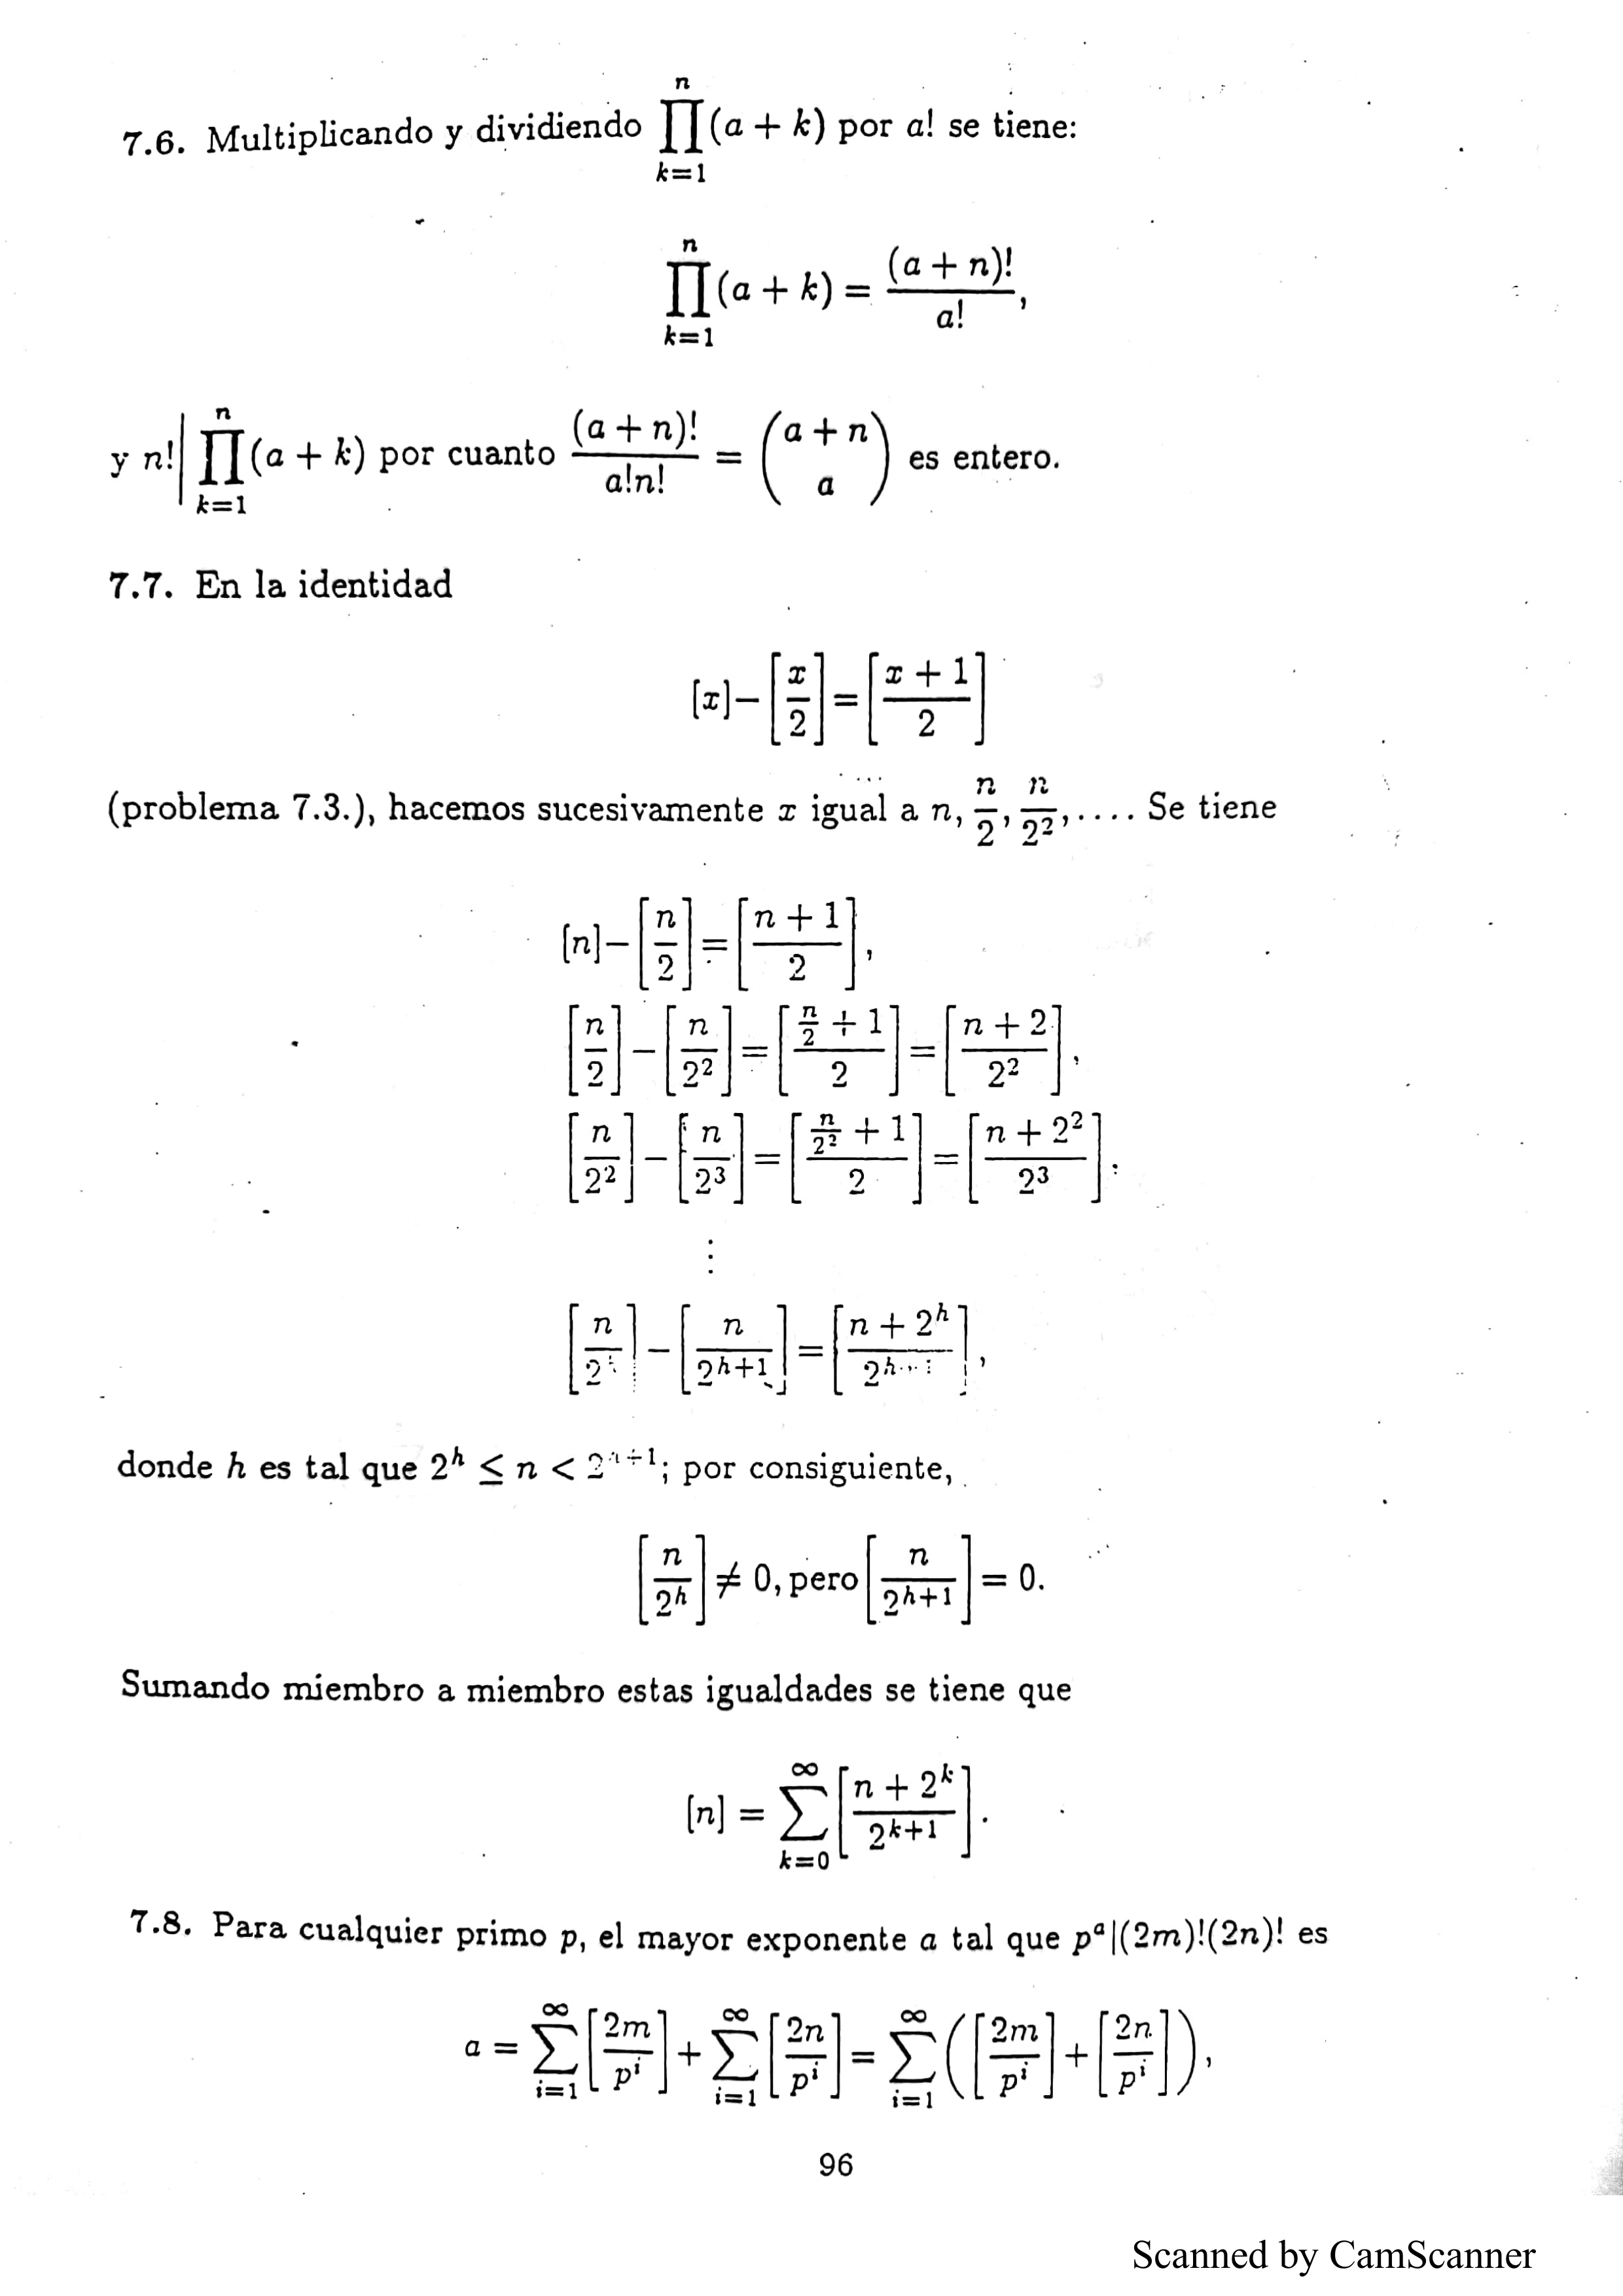 7.6. Multiplicando y dividiendo $\prod_{k=1}^{n}(a+k)$ por $a!$ se tiene:
$\prod_{k=1}^{n}(a+k) = \frac{(a+n)!}{a!},$
y $n! \Big| \prod_{k=1}^{n}(a+k)$ por cuanto $\frac{(a+n)!}{a!n!} = \binom{a+n}{a}$ es entero.
7.7. En la identidad
$[x] - \left[\frac{x}{2}\right] = \left[\frac{x+1}{2}\right]$
(problema 7.3.), hacemos sucesivamente $x$ igual a $n, \frac{n}{2}, \frac{n}{2^2}, \ldots.$ Se tiene
$[n] - \left[\frac{n}{2}\right] = \left[\frac{n+1}{2}\right],$
$\left[\frac{n}{2}\right] - \left[\frac{n}{2^2}\right] = \left[\frac{\frac{n}{2}+1}{2}\right] = \left[\frac{n+2}{2^2}\right],$
$\left[\frac{n}{2^2}\right] - \left[\frac{n}{2^3}\right] = \left[\frac{\frac{n}{2^2}+1}{2}\right] = \left[\frac{n+2^2}{2^3}\right].$
$\vdots$
$\left[\frac{n}{2^h}\right] - \left[\frac{n}{2^{h+1}}\right] = \left[\frac{n+2^h}{2^{h+1}}\right],$
donde $h$ es tal que $2^h \leq n < 2^{h+1}$; por consiguiente,
$\left[\frac{n}{2^h}\right] \neq 0, \text{pero} \left[\frac{n}{2^{h+1}}\right] = 0.$
Sumando miembro a miembro estas igualdades se tiene que
$[n] = \sum_{k=0}^{\infty} \left[\frac{n+2^k}{2^{k+1}}\right].$
7.8. Para cualquier primo $p$, el mayor exponente $a$ tal que $p^a|(2m)!(2n)!$ es
$a = \sum_{i=1}^{\infty} \left[\frac{2m}{p^i}\right] + \sum_{i=1}^{\infty} \left[\frac{2n}{p^i}\right] = \sum_{i=1}^{\infty} \left(\left[\frac{2m}{p^i}\right] + \left[\frac{2n}{p^i}\right]\right),$
96
Scanned by CamScanner